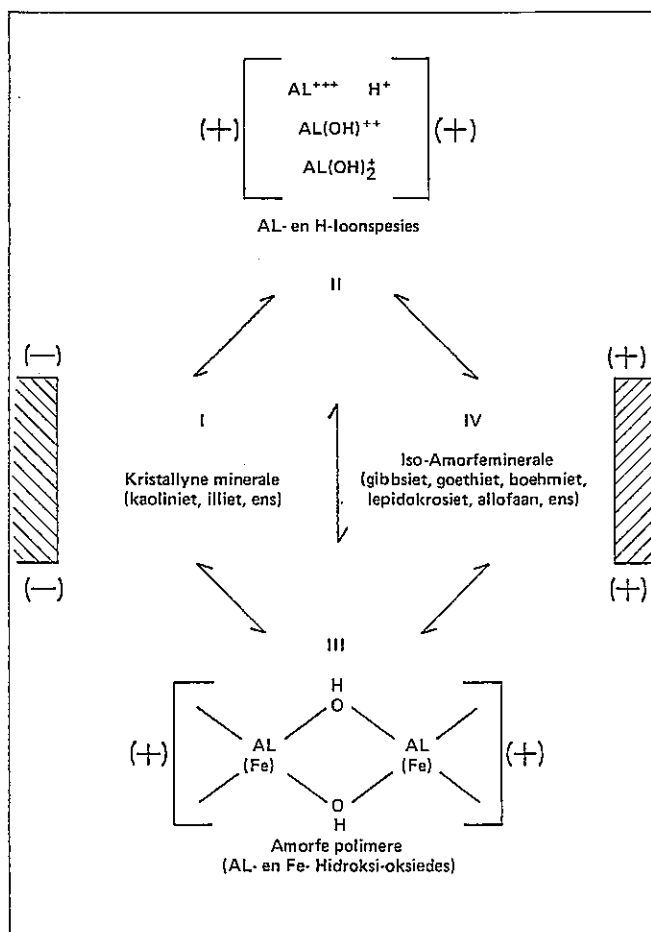 AL+++ H+
(+) AL(OH)++ (+)
AL(OH)2+
AL- en H-Ioonspesies
II
(—) (+)
I IV
Kristallyne minerale
(kaoliniet, illiet, ens)
Iso-Amorfeminerale
(gibbsiet, goethiet, boehmiet,
lepidokrosiet, allofaan, ens)
(—) (+)
III
H
O
(+) AL AL (+)
(Fe) (Fe)
O
H
Amorfe polimere
(AL- en Fe- Hidroksi-oksiedes)